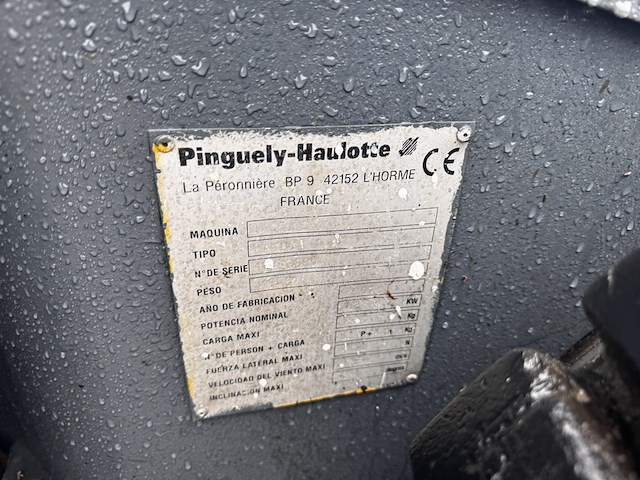 Pinguely-Haulotte CE
La Péronnière BP 9 42152 L'HORME
FRANCE
MAQUINA
TIPO
N°DE SERIE
PESO
AÑO DE FABRICACION
POTENCIA NOMINAL KW
CARGA MAXI Kg
N°DE PERSON + CARGA P+ Kg
FUERZA LATERAL MAXI N
VELOCIDAD DEL VIENTO MAXI
INCLINACION MAXI